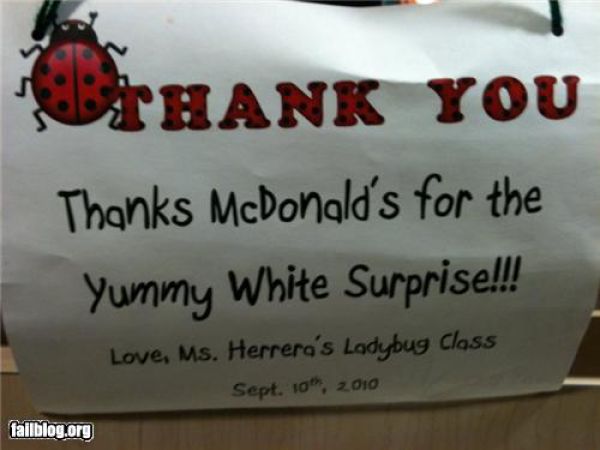 THANK YOU
Thanks McDonald's for the
Yummy White Surprise!!!
Love, Ms. Herrera's Ladybug Class
Sept. 10th, 2010
failblog.org